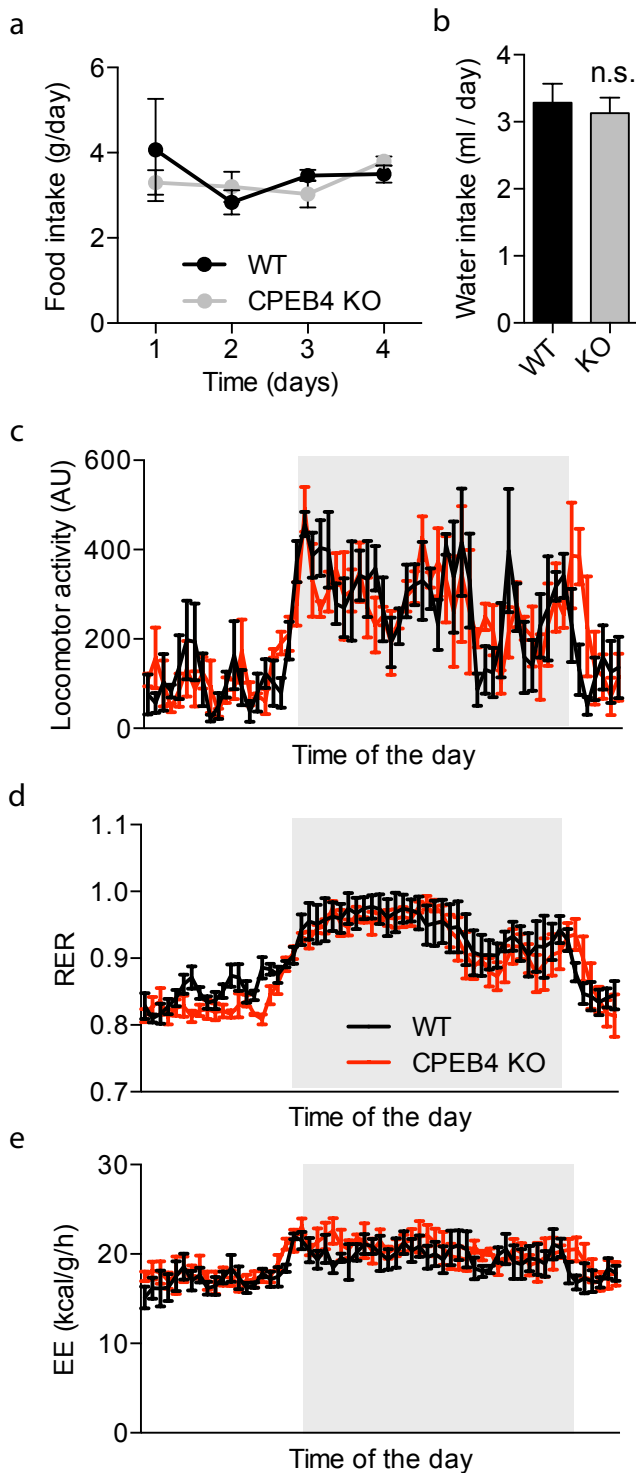 a
Food intake (g/day)
6
4
2
0
WT
CPEB4 KO
1 2 3 4
Time (days)
b
Water intake (ml / day)
4
3
2
1
0
n.s.
WT
KO
c
Locomotor activity (AU)
600
400
200
0
Time of the day
d
RER
1.1
1.0
0.9
0.8
0.7
WT
CPEB4 KO
Time of the day
e
EE (kcal/g/h)
30
20
10
0
Time of the day